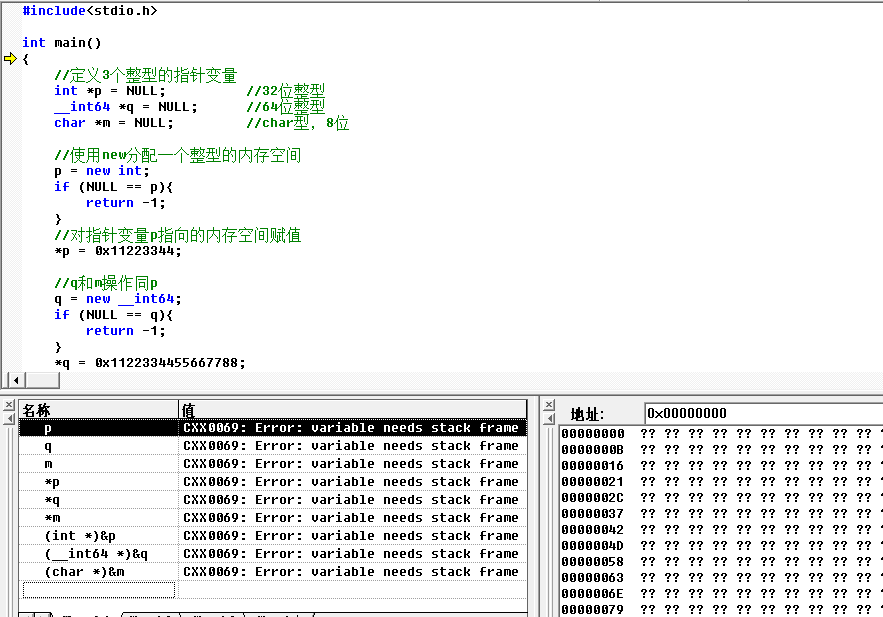 #include<stdio.h>
int main()
{
//定义3个整型的指针变量
int *p = NULL; //32位整型
__int64 *q = NULL; //64位整型
char *m = NULL; //char型，8位
//使用new分配一个整型的内存空间
p = new int;
if (NULL == p){
return -1;
}
//对指针变量p指向的内存空间赋值
*p = 0x11223344;
//q和m操作同p
q = new __int64;
if (NULL == q){
return -1;
}
*q = 0x1122334455667788;
名称 值
p CXX0069: Error: variable needs stack frame
q CXX0069: Error: variable needs stack frame
m CXX0069: Error: variable needs stack frame
*p CXX0069: Error: variable needs stack frame
*q CXX0069: Error: variable needs stack frame
*m CXX0069: Error: variable needs stack frame
(int *)&p CXX0069: Error: variable needs stack frame
(__int64 *)&q CXX0069: Error: variable needs stack frame
(char *)&m CXX0069: Error: variable needs stack frame
地址: 0x00000000
00000000 ?? ?? ?? ?? ?? ?? ?? ?? ?? ??
0000000B ?? ?? ?? ?? ?? ?? ?? ?? ?? ??
00000016 ?? ?? ?? ?? ?? ?? ?? ?? ?? ??
00000021 ?? ?? ?? ?? ?? ?? ?? ?? ?? ??
0000002C ?? ?? ?? ?? ?? ?? ?? ?? ?? ??
00000037 ?? ?? ?? ?? ?? ?? ?? ?? ?? ??
00000042 ?? ?? ?? ?? ?? ?? ?? ?? ?? ??
0000004D ?? ?? ?? ?? ?? ?? ?? ?? ?? ??
00000058 ?? ?? ?? ?? ?? ?? ?? ?? ?? ??
00000063 ?? ?? ?? ?? ?? ?? ?? ?? ?? ??
0000006E ?? ?? ?? ?? ?? ?? ?? ?? ?? ??
00000079 ?? ?? ?? ?? ?? ?? ?? ?? ?? ??